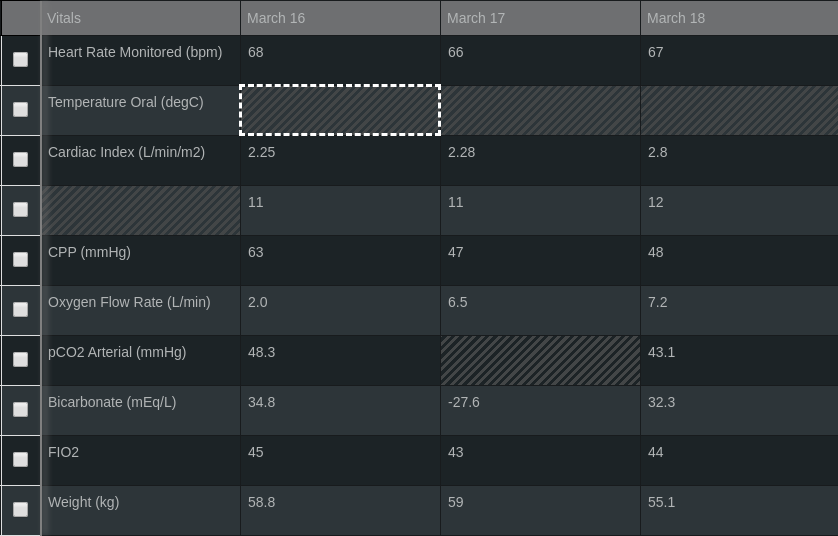 Vitals March 16 March 17 March 18
Heart Rate Monitored (bpm) 68 66 67
Temperature Oral (degC)
Cardiac Index (L/min/m2) 2.25 2.28 2.8
11 11 12
CPP (mmHg) 63 47 48
Oxygen Flow Rate (L/min) 2.0 6.5 7.2
pCO2 Arterial (mmHg) 48.3 43.1
Bicarbonate (mEq/L) 34.8 -27.6 32.3
FIO2 45 43 44
Weight (kg) 58.8 59 55.1